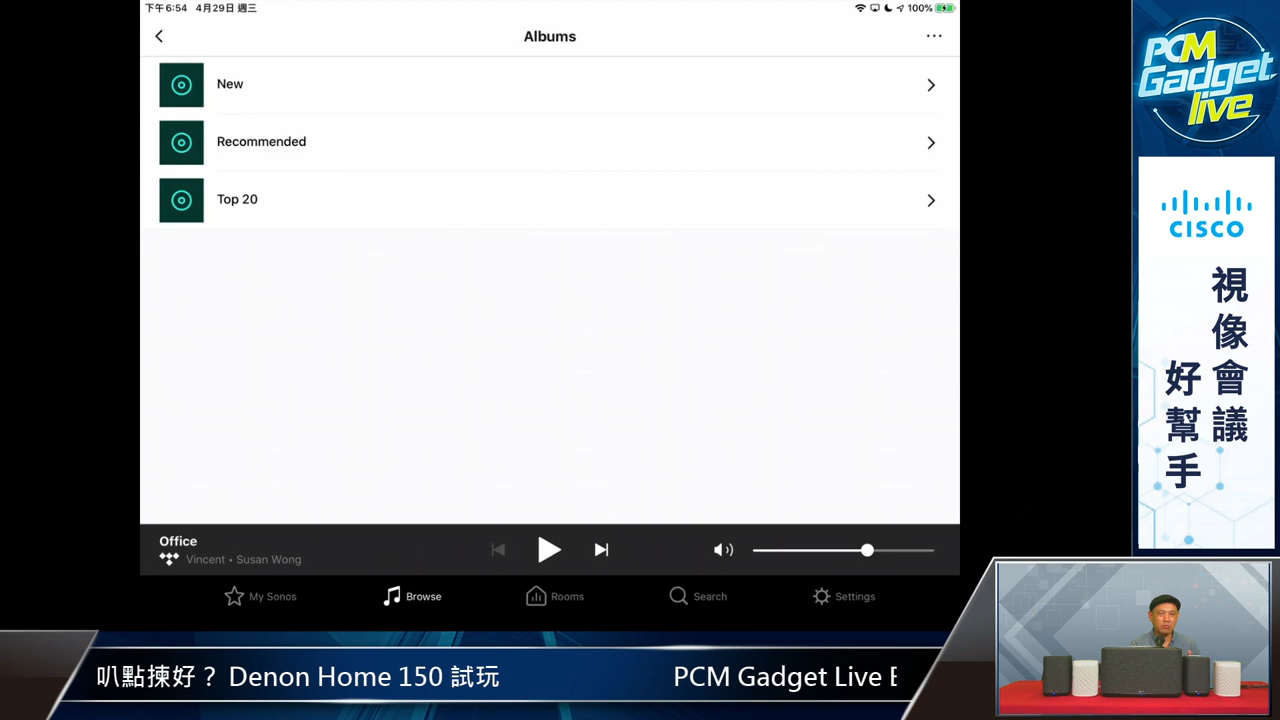 下午6:54 4月29日 週三
100%
Albums
New
Recommended
Top 20
Office
Vincent • Susan Wong
My Sonos
Browse
Rooms
Search
Settings
PCM
Gadget
live
CISCO
視像會議
好幫手
叭點揀好？ Denon Home 150 試玩
PCM Gadget Live E